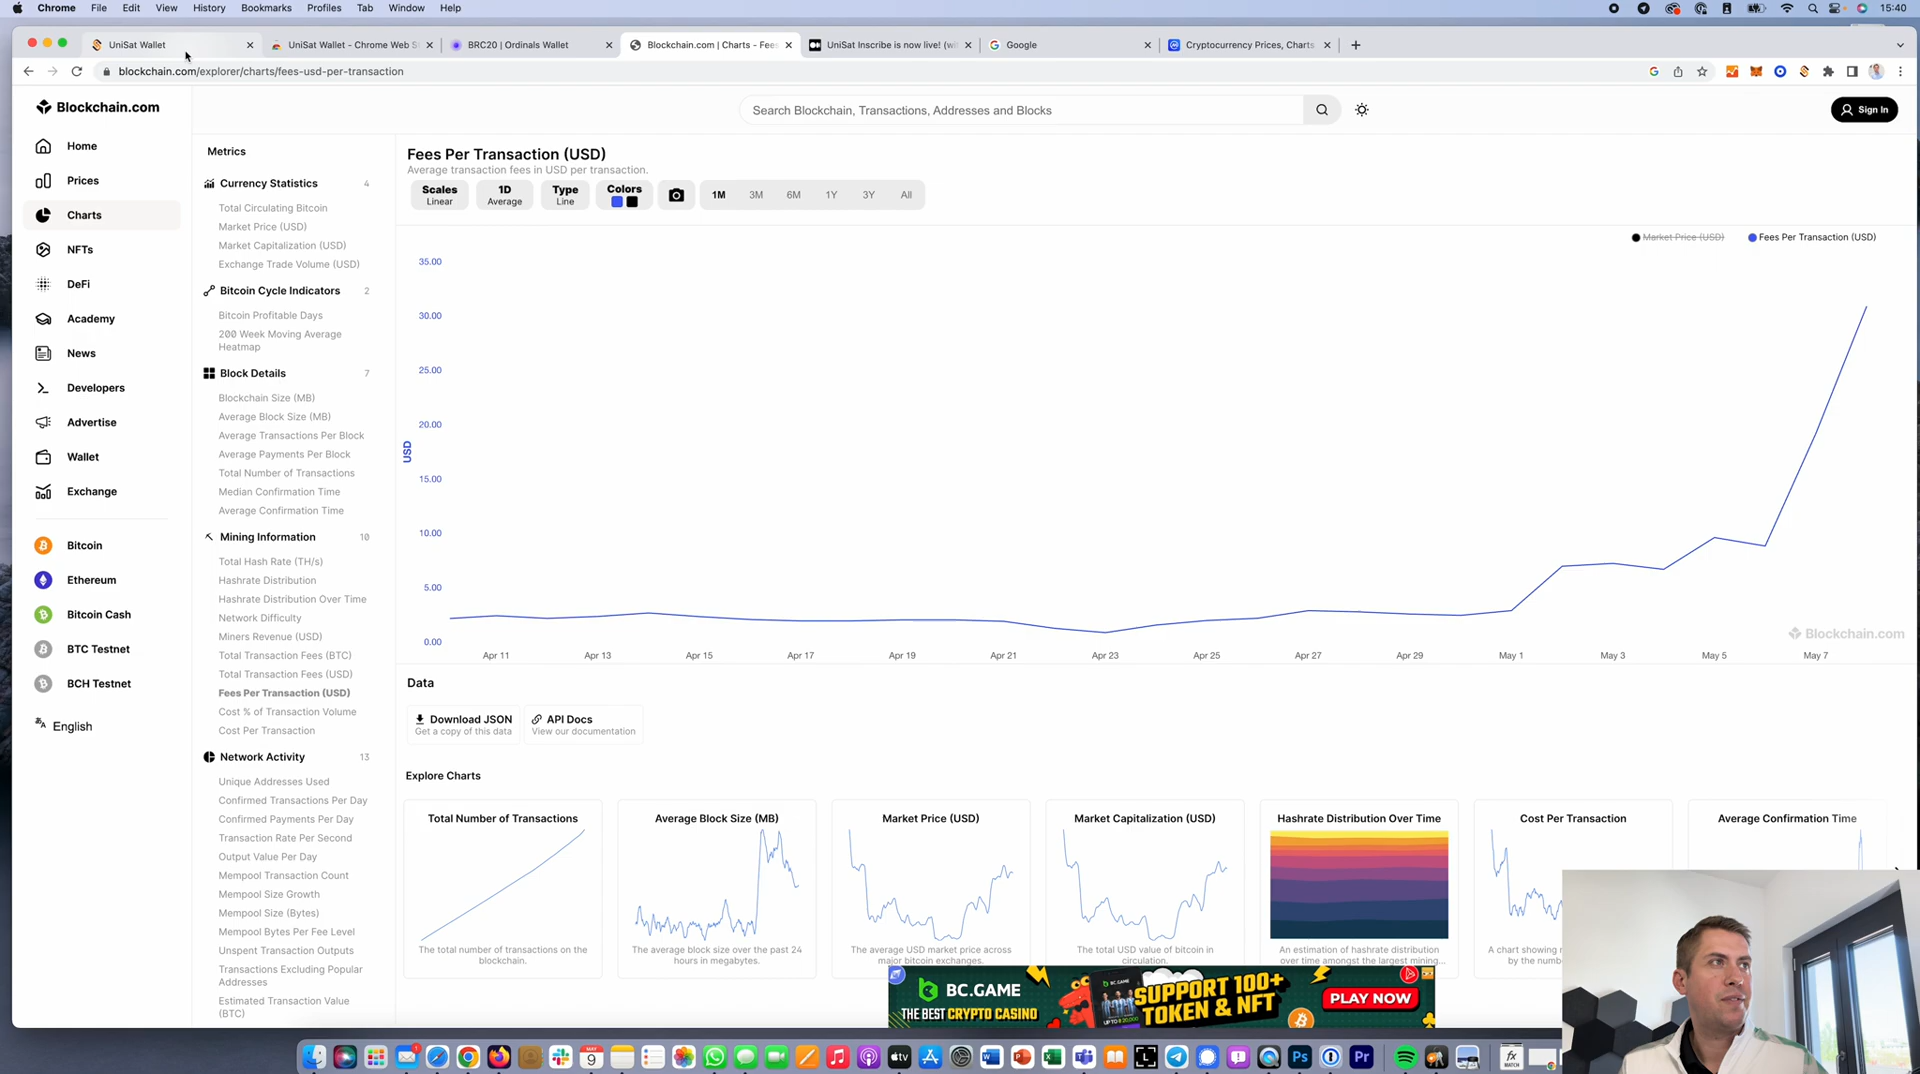 Chrome File Edit View History Bookmarks Profiles Tab Window Help 15:40
UniSat Wallet
UniSat Wallet - Chrome Web S
BRC20 | Ordinals Wallet
Blockchain.com | Charts - Fee
UniSat Inscribe is now live! (wi
Google
Cryptocurrency Prices, Charts
blockchain.com/explorer/charts/fees-usd-per-transaction
Blockchain.com
Search Blockchain, Transactions, Addresses and Blocks
Sign In
Home
Prices
Charts
NFTs
DeFi
Academy
News
Developers
Advertise
Wallet
Exchange
Bitcoin
Ethereum
Bitcoin Cash
BTC Testnet
BCH Testnet
English
Metrics
Currency Statistics 4
Total Circulating Bitcoin
Market Price (USD)
Market Capitalization (USD)
Exchange Trade Volume (USD)
Bitcoin Cycle Indicators 2
Bitcoin Profitable Days
200 Week Moving Average
Heatmap
Block Details 7
Blockchain Size (MB)
Average Block Size (MB)
Average Transactions Per Block
Average Payments Per Block
Total Number of Transactions
Median Confirmation Time
Average Confirmation Time
Mining Information 10
Total Hash Rate (TH/s)
Hashrate Distribution
Hashrate Distribution Over Time
Network Difficulty
Miners Revenue (USD)
Total Transaction Fees (BTC)
Total Transaction Fees (USD)
Fees Per Transaction (USD)
Cost % of Transaction Volume
Cost Per Transaction
Network Activity 13
Unique Addresses Used
Confirmed Transactions Per Day
Confirmed Payments Per Day
Transaction Rate Per Second
Output Value Per Day
Mempool Transaction Count
Mempool Size Growth
Mempool Size (Bytes)
Mempool Bytes Per Fee Level
Unspent Transaction Outputs
Transactions Excluding Popular
Addresses
Estimated Transaction Value
(BTC)
Fees Per Transaction (USD)
Average transaction fees in USD per transaction.
Scales
Linear
1D
Average
Type
Line
Colors
1M 3M 6M 1Y 3Y All
Market Price (USD) Fees Per Transaction (USD)
35.00
30.00
25.00
20.00
15.00
10.00
5.00
0.00
USD
Apr 11 Apr 13 Apr 15 Apr 17 Apr 19 Apr 21 Apr 23 Apr 25 Apr 27 Apr 29 May 1 May 3 May 5 May 7
Blockchain.com
Data
Download JSON
Get a copy of this data
API Docs
View our documentation
Explore Charts
Total Number of Transactions
The total number of transactions on the
blockchain.
Average Block Size (MB)
The average block size over the past 24
hours in megabytes.
Market Price (USD)
The average USD market price across
major bitcoin exchanges.
Market Capitalization (USD)
The total USD value of bitcoin in
circulation.
Hashrate Distribution Over Time
An estimation of hashrate distribution
over time amongst the largest mining...
Cost Per Transaction
A chart showing
by the numb
Average Confirmation Time
BC.GAME
THE BEST CRYPTO CASINO
BC.GAME
SUPPORT 100+
TOKEN & NFT
PLAY NOW
MAY
9
tv
fx
MATCH